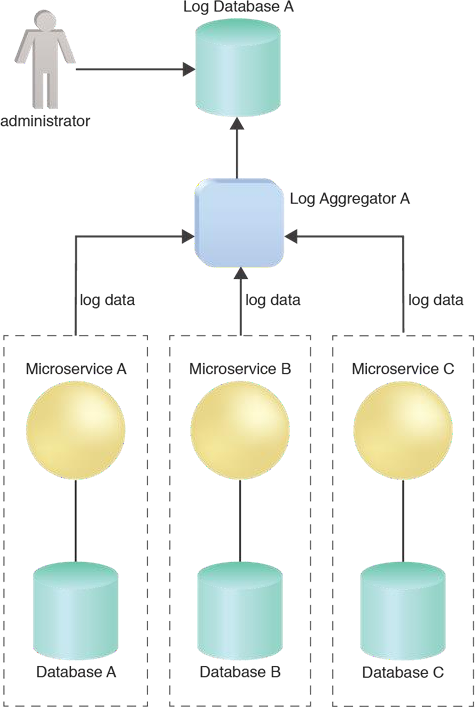 Log Database A
administrator
Log Aggregator A
log data
log data
log data
Microservice A
Microservice B
Microservice C
Database A
Database B
Database C